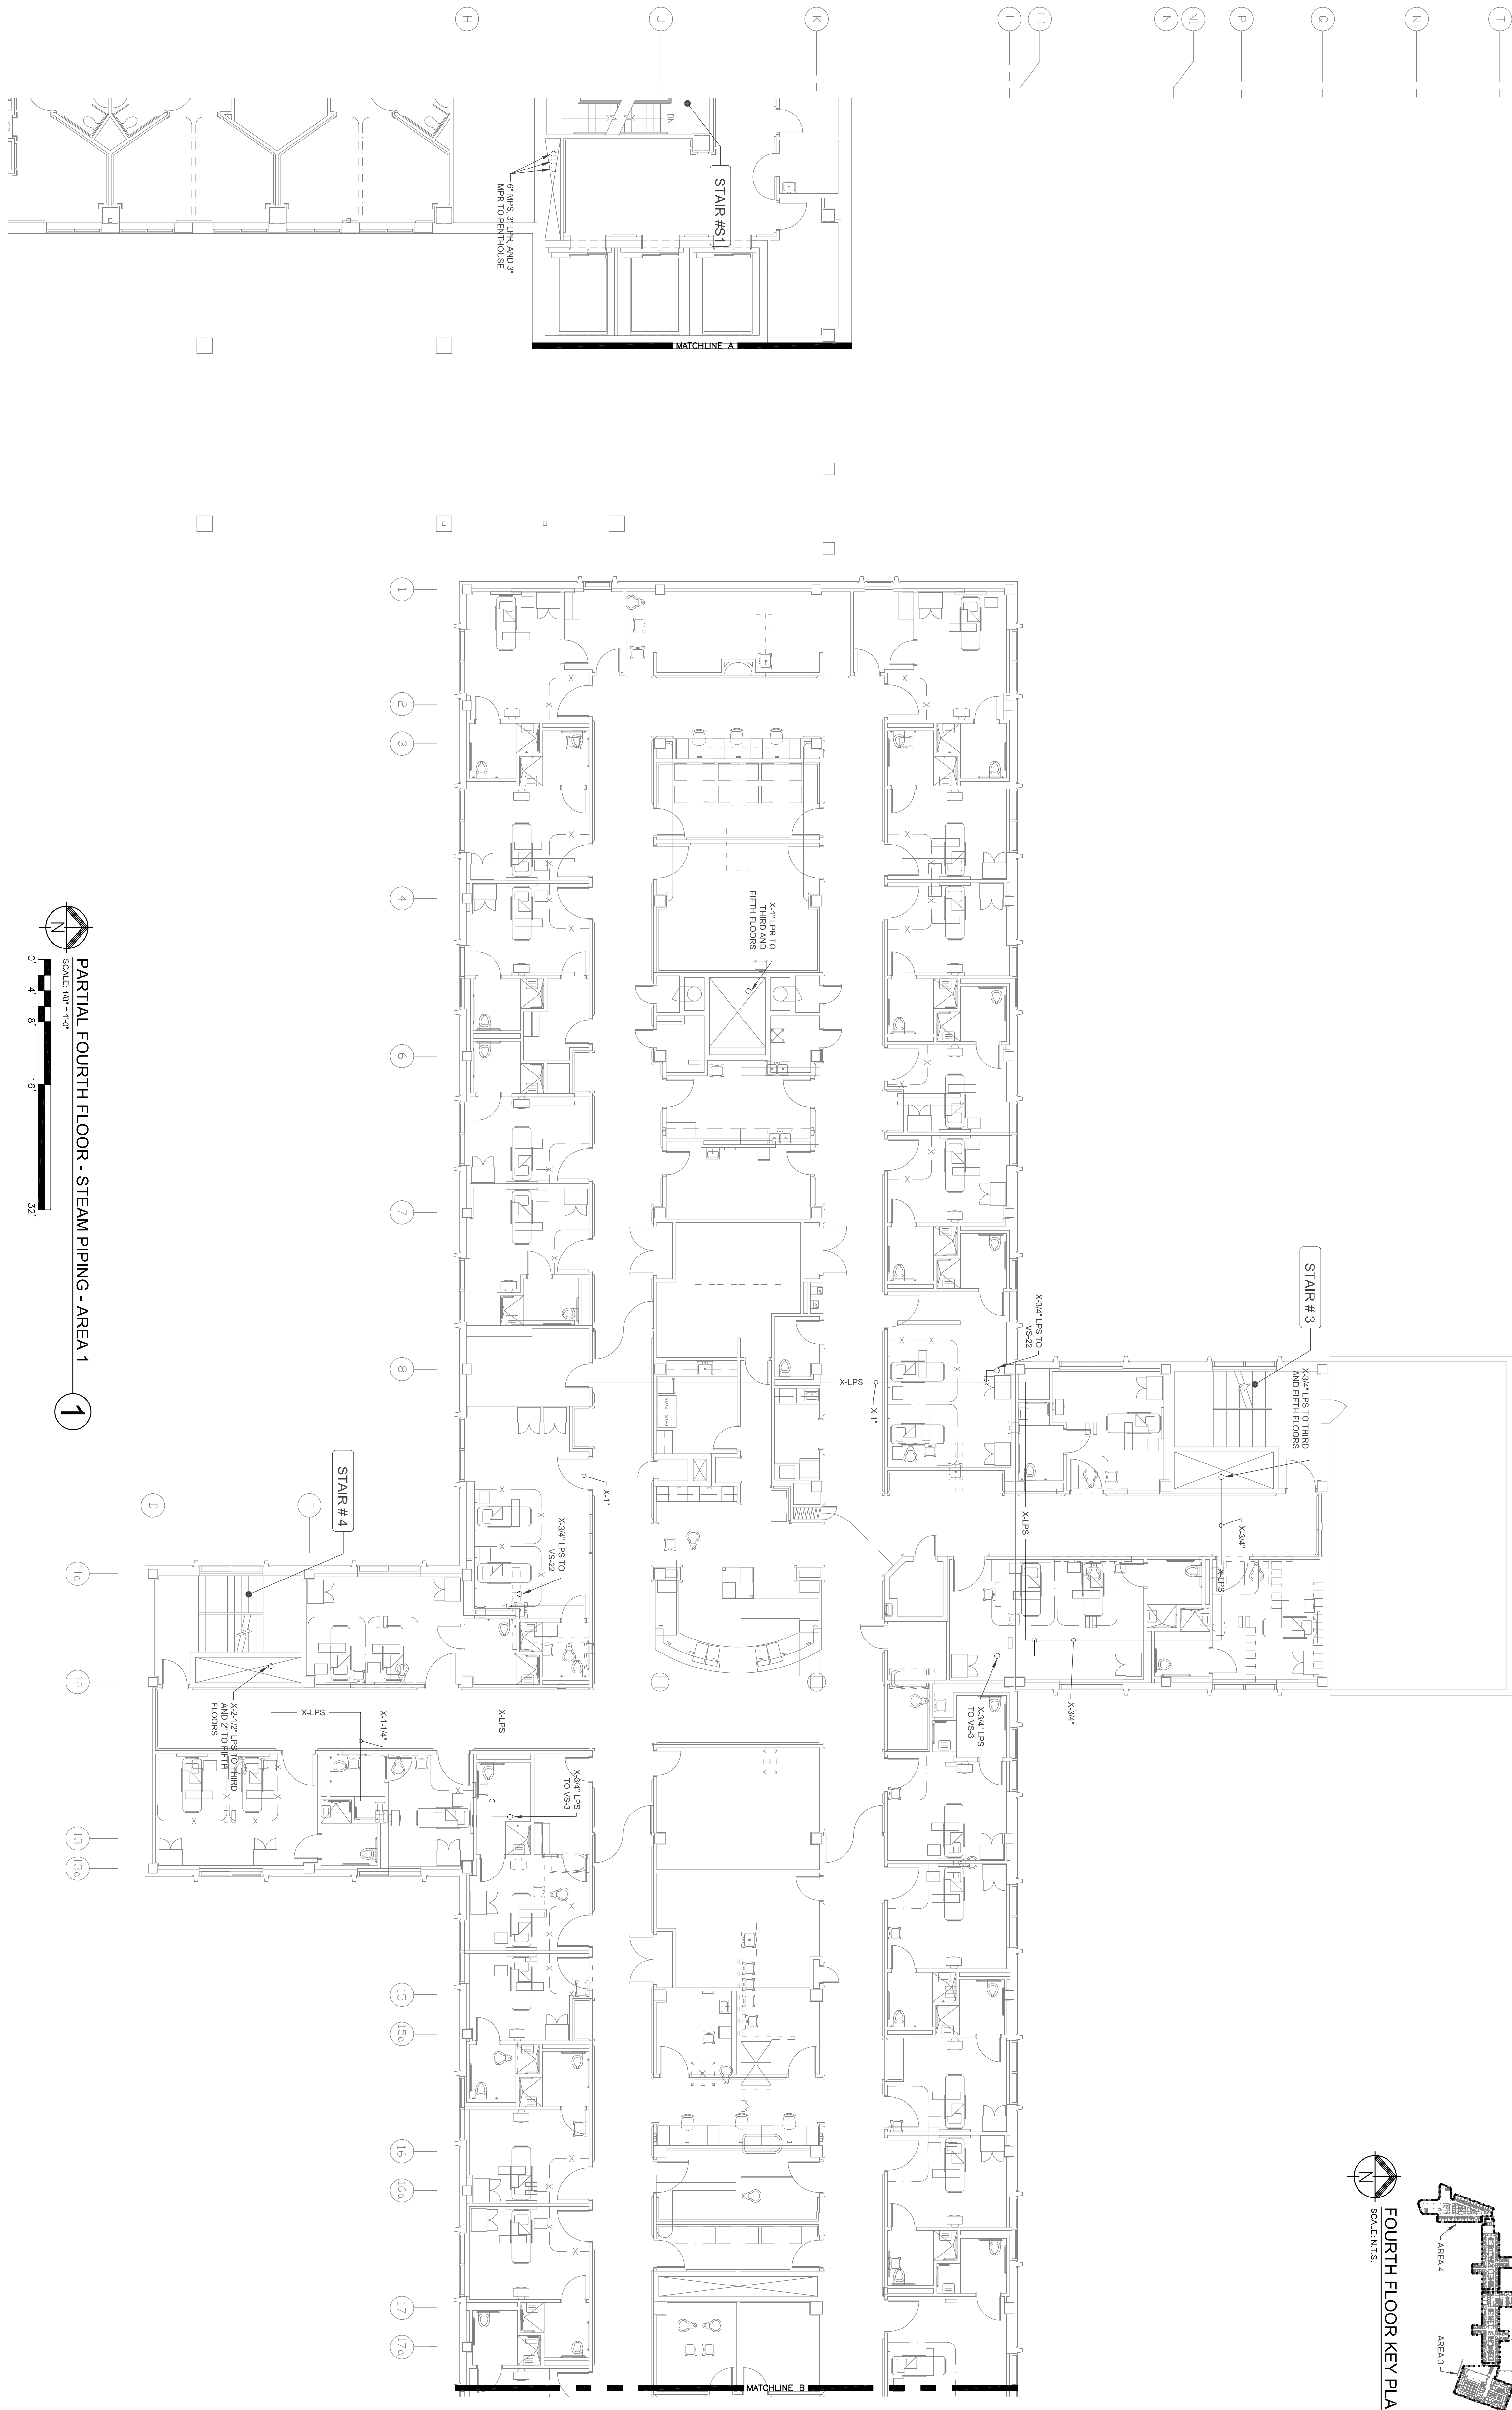 H
J
K
L
L1
N
N1
P
Q
R
T
DN
STAIR #S1
6" MPS, 3" LPR, AND 3"
MPR TO PENTHOUSE
MATCHLINE A
1
2
3
4
6
7
8
X-1" LPR TO
THIRD AND
FIFTH FLOORS
STAIR # 3
X-3/4" LPS TO
VS-22
X-3/4" LPS TO THIRD
AND FIFTH FLOORS
X-LPS
X-1"
X-1"
X-LPS
X-3/4"
X-LPS
X-3/4"
X-3/4" LPS
TO VS-3
STAIR # 4
D
F
X-3/4" LPS TO
VS-22
11a
12
13
13a
X-2-1/2" LPS TO THIRD
AND 2" TO FIFTH
FLOORS
X-LPS
X-1-1/4"
X-LPS
X-3/4" LPS
TO VS-3
15
15a
16
16a
17
17a
MATCHLINE B
N
PARTIAL FOURTH FLOOR - STEAM PIPING - AREA 1
SCALE: 1/8" = 1'-0"
1
0' 4' 8' 16' 32'
N
FOURTH FLOOR KEY PLA
SCALE: N.T.S.
AREA 4
AREA 3